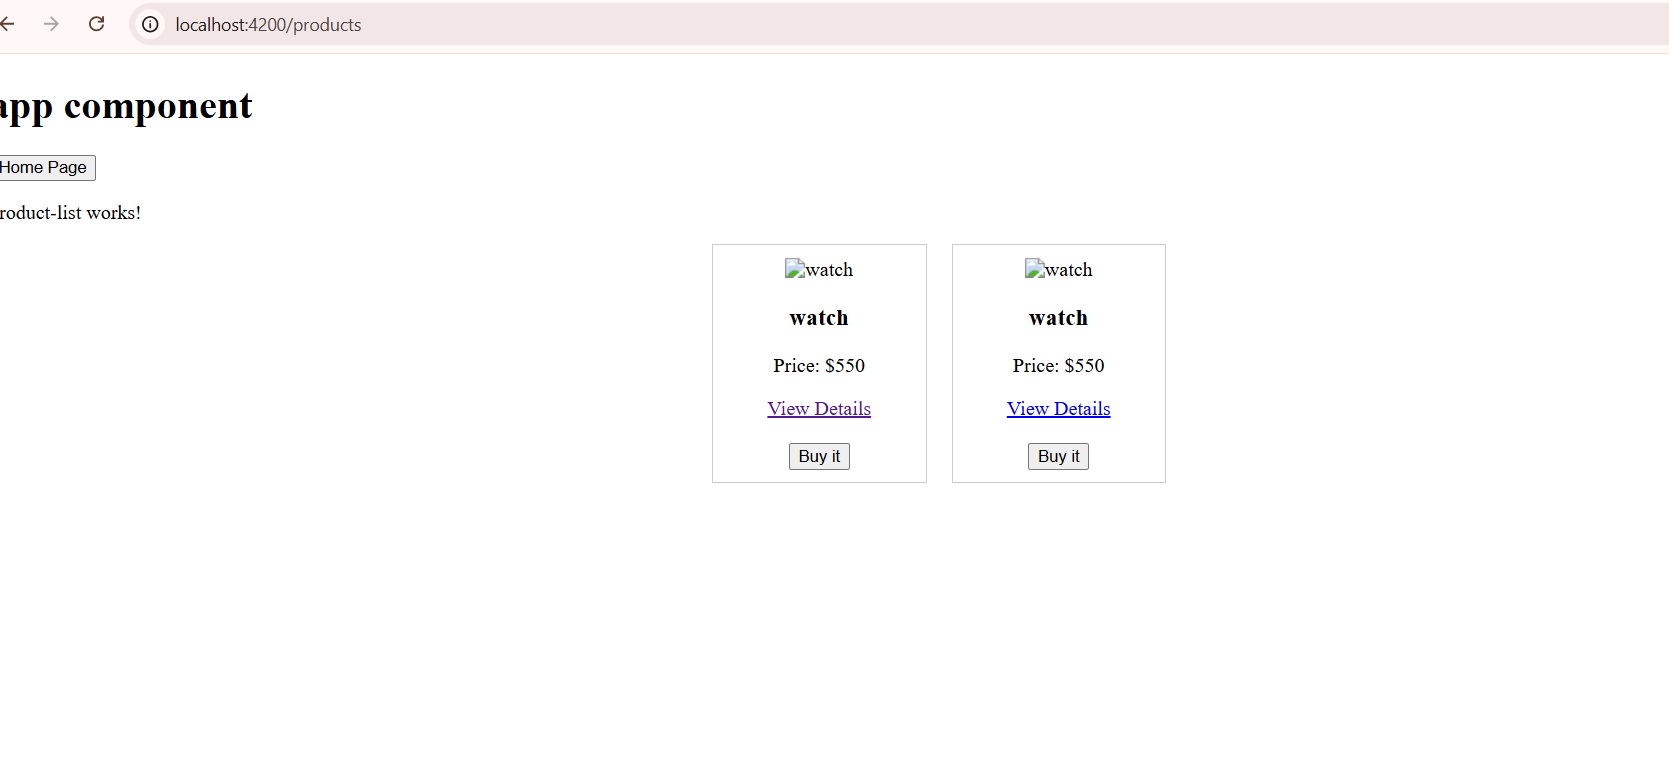 localhost:4200/products
app component
Home Page
roduct-list works!
watch watch
watch watch
Price: $550 Price: $550
View Details View Details
Buy it Buy it